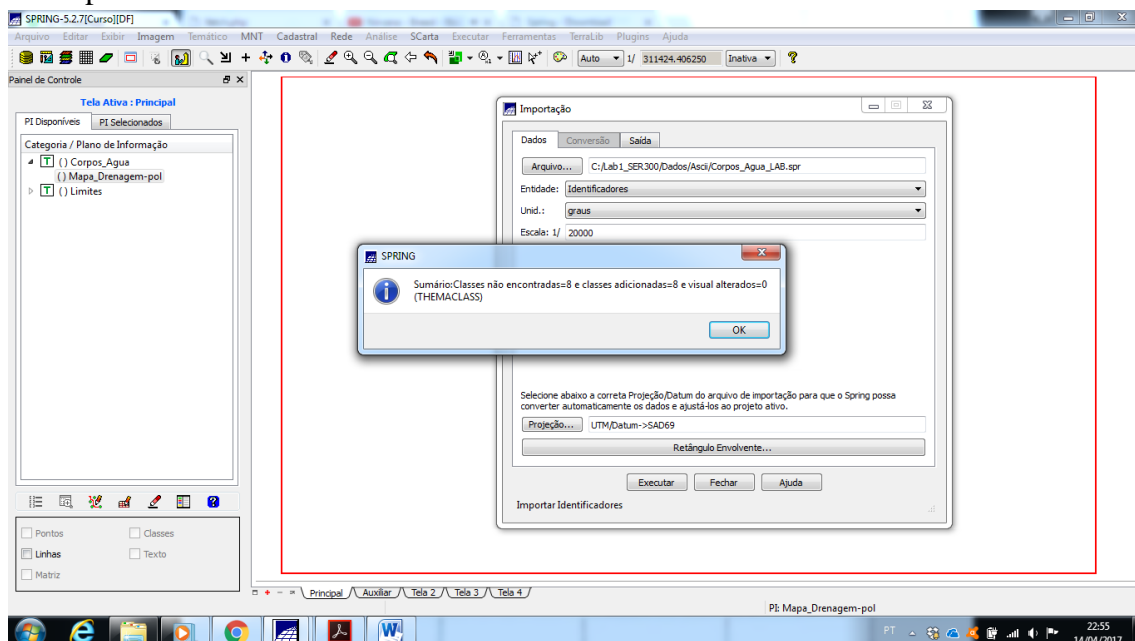 SPRING-5.2.7[Curso][DF]
Arquivo Editar Exibir Imagem Temático MNT Cadastral Rede Análise SCarta Executar Ferramentas TerraLib Plugins Ajuda
Auto 1/ 311424.406250 Inativa
Painel de Controle
Tela Ativa : Principal
PI Disponíveis PI Selecionados
Categoria / Plano de Informação
T () Corpos_Agua
() Mapa_Drenagem-pol
T () Limites
Pontos Classes
Linhas Texto
Matriz
Importação
Dados Conversão Saída
Arquivo... C:/Lab1_SER300/Dados/Ascii/Corpos_Agua_LAB.spr
Entidade: Identificadores
Unid.: graus
Escala: 1/ 20000
SPRING
Sumário:Classes não encontradas=8 e classes adicionadas=8 e visual alterados=0
(THEMACLASS)
OK
Selecione abaixo a correta Projeção/Datum do arquivo de importação para que o Spring possa
converter automaticamente os dados e ajustá-los ao projeto ativo.
Projeção... UTM/Datum->SAD69
Retângulo Envolvente...
Executar Fechar Ajuda
Importar Identificadores
Principal Auxiliar Tela 2 Tela 3 Tela 4
PI: Mapa_Drenagem-pol
PT 22:55
14/04/2017